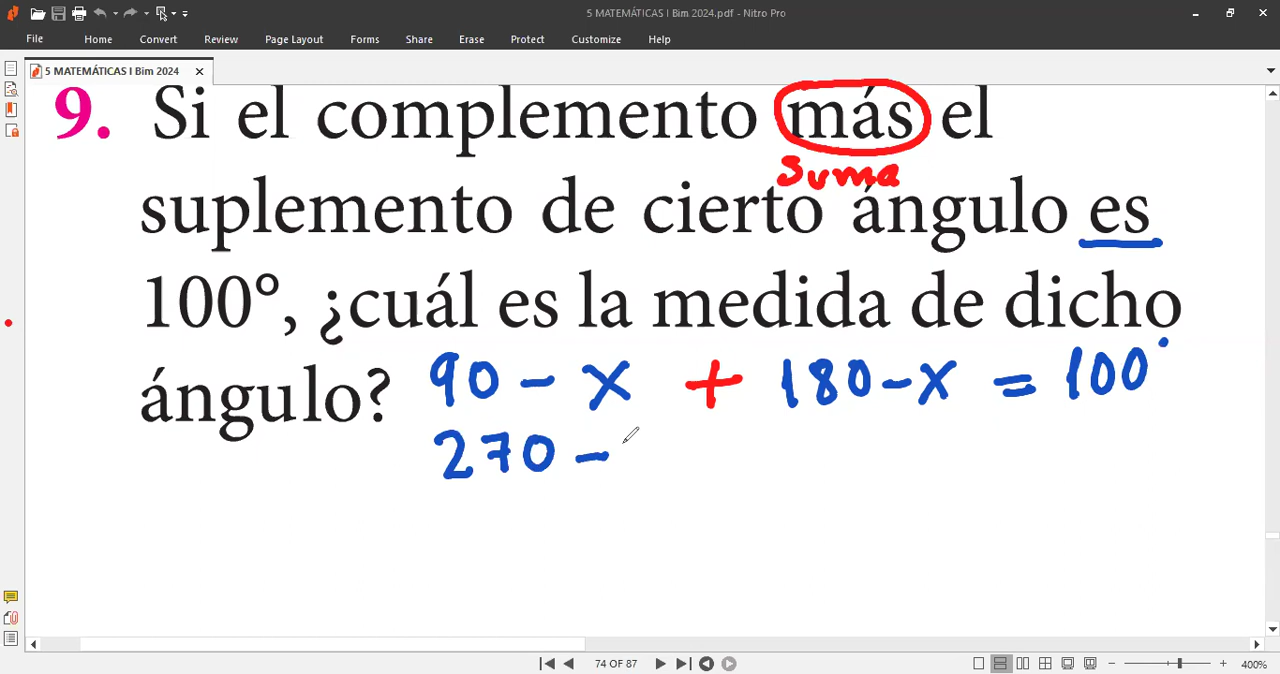 5 MATEMÁTICAS I Bim 2024.pdf - Nitro Pro
File Home Convert Review Page Layout Forms Share Erase Protect Customize Help
5 MATEMÁTICAS I Bim 2024
9. Si el complemento más el
suma
suplemento de cierto ángulo es
100°, ¿cuál es la medida de dicho
ángulo? 90 - x + 180 - x = 100°
270 -
74 OF 87
400%